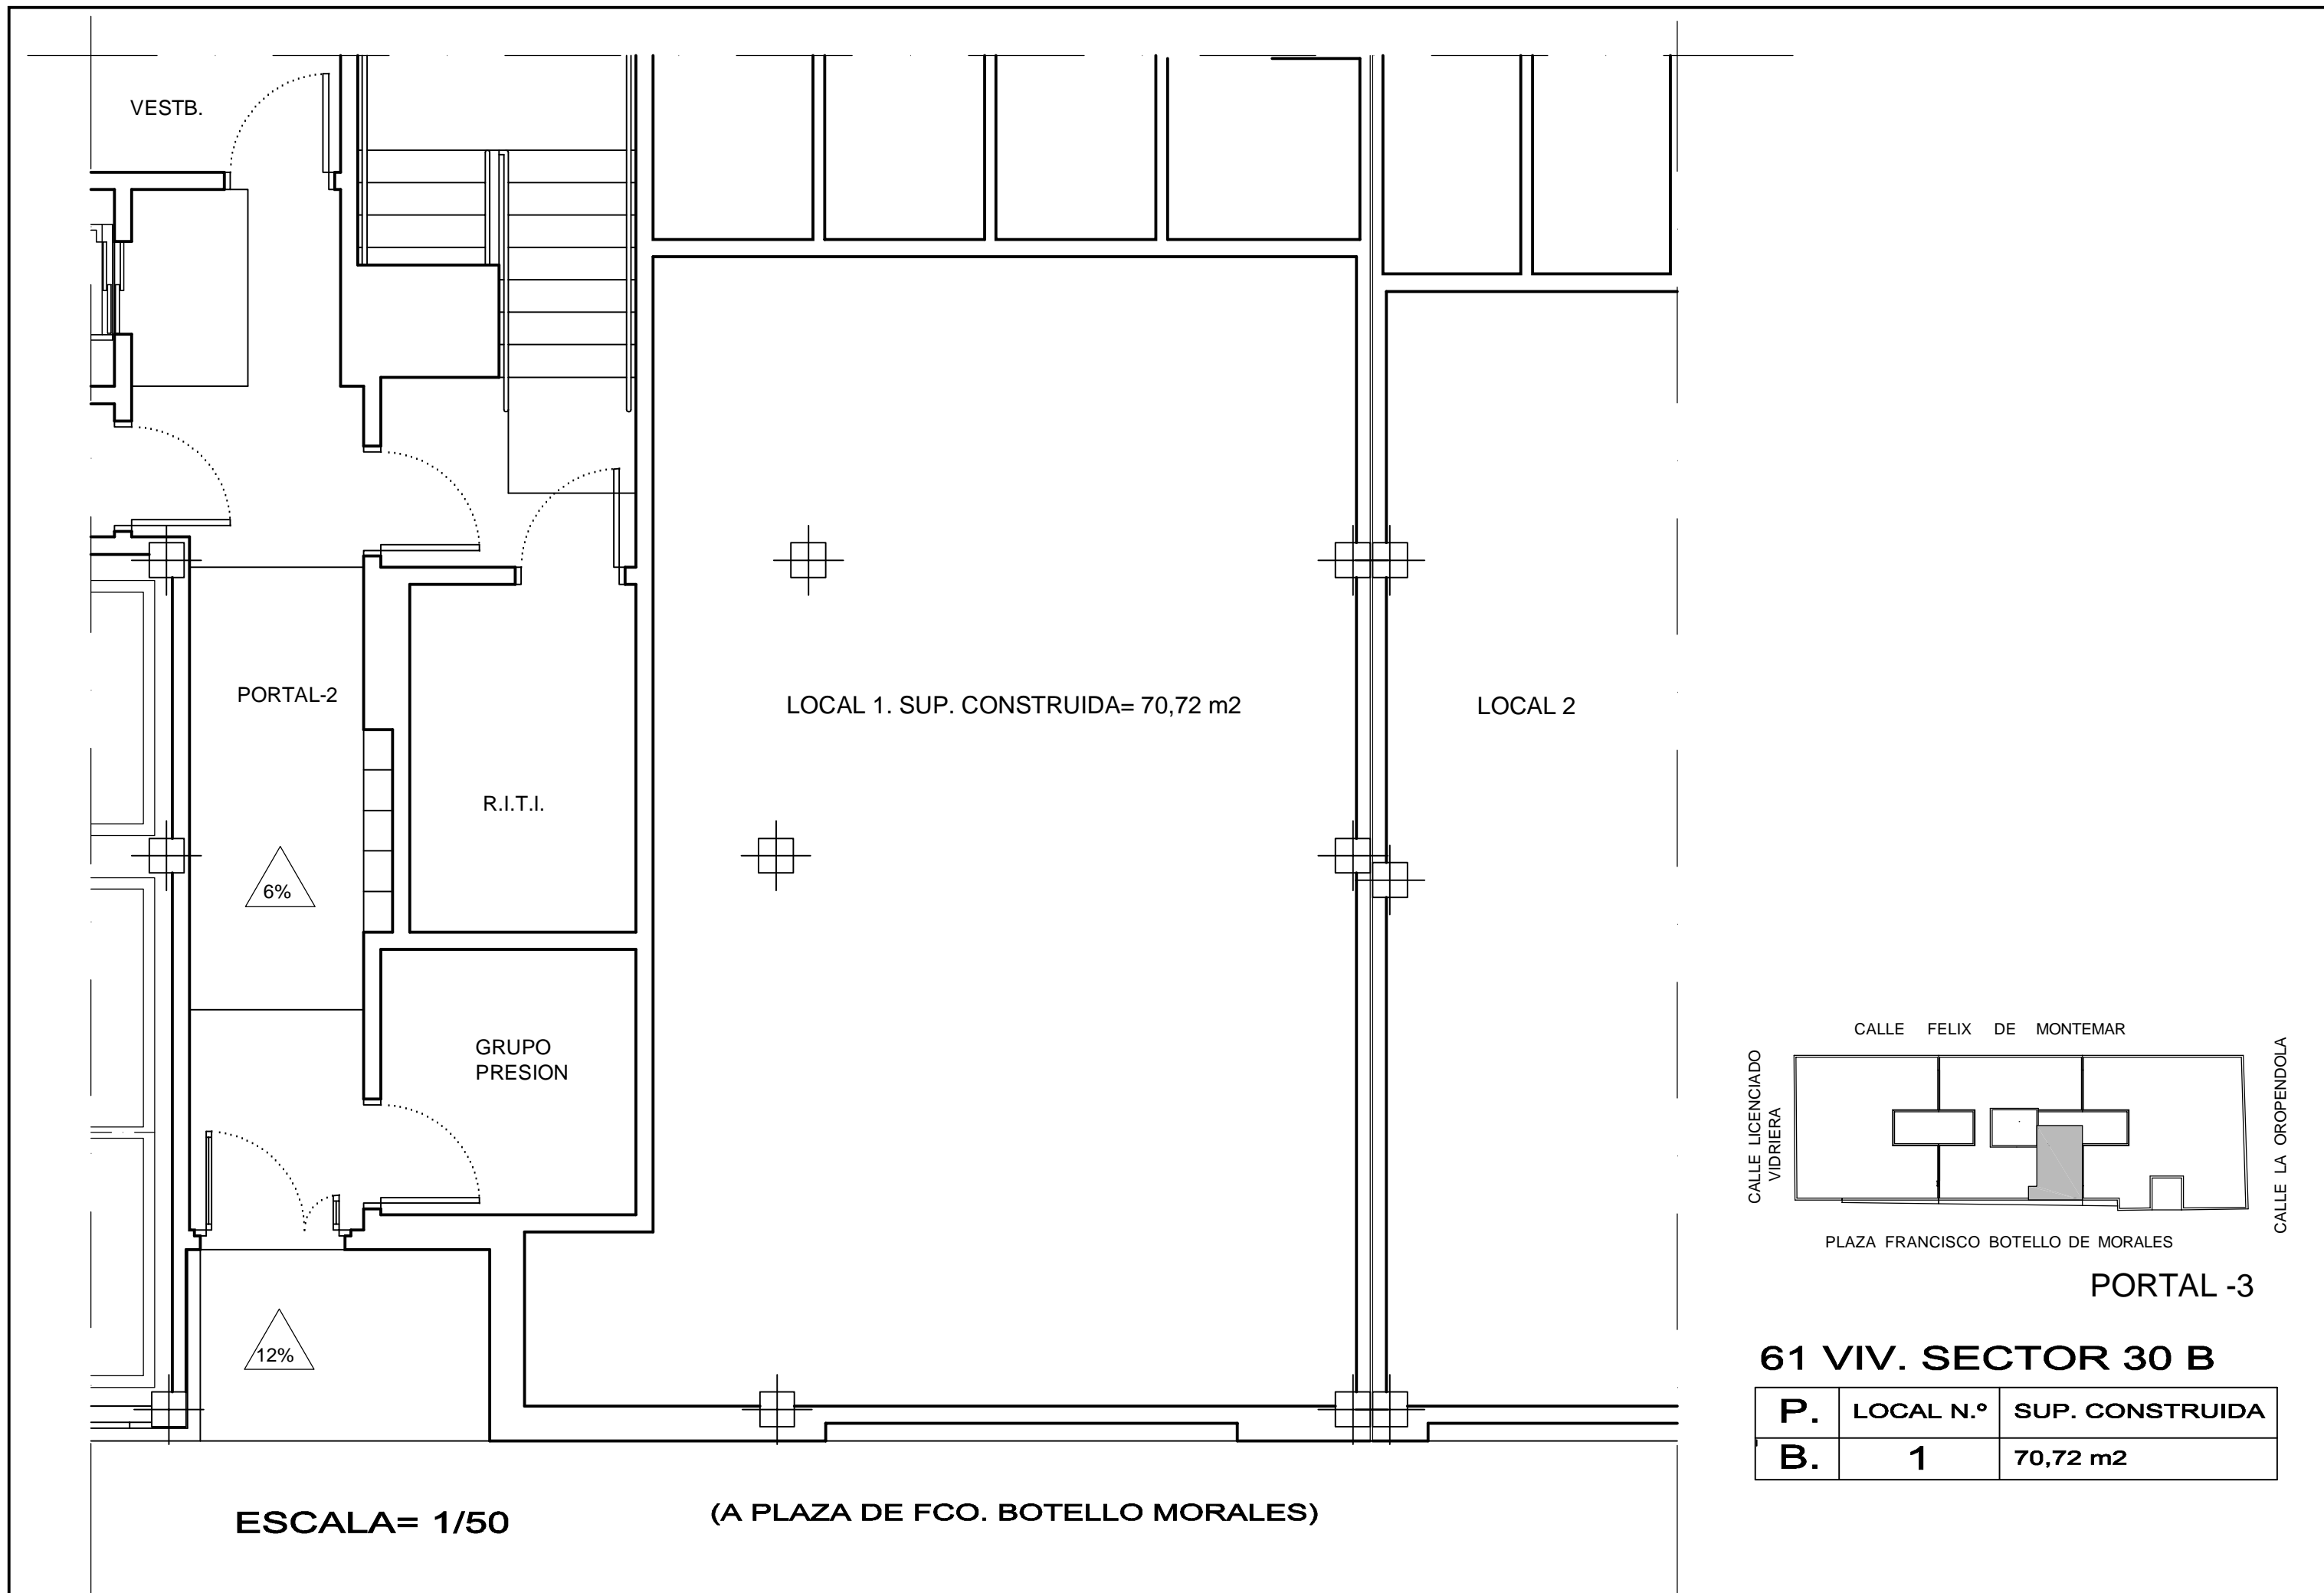 VESTB.
PORTAL-2
LOCAL 1. SUP. CONSTRUIDA= 70,72 m2
LOCAL 2
R.I.T.I.
6%
GRUPO
PRESION
12%
CALLE FELIX DE MONTEMAR
CALLE LICENCIADO
VIDRIERA
CALLE LA OROPENDOLA
PLAZA FRANCISCO BOTELLO DE MORALES
PORTAL -3
61 VIV. SECTOR 30 B
P. LOCAL N.º SUP. CONSTRUIDA
B. 1 70,72 m2
ESCALA= 1/50
(A PLAZA DE FCO. BOTELLO MORALES)